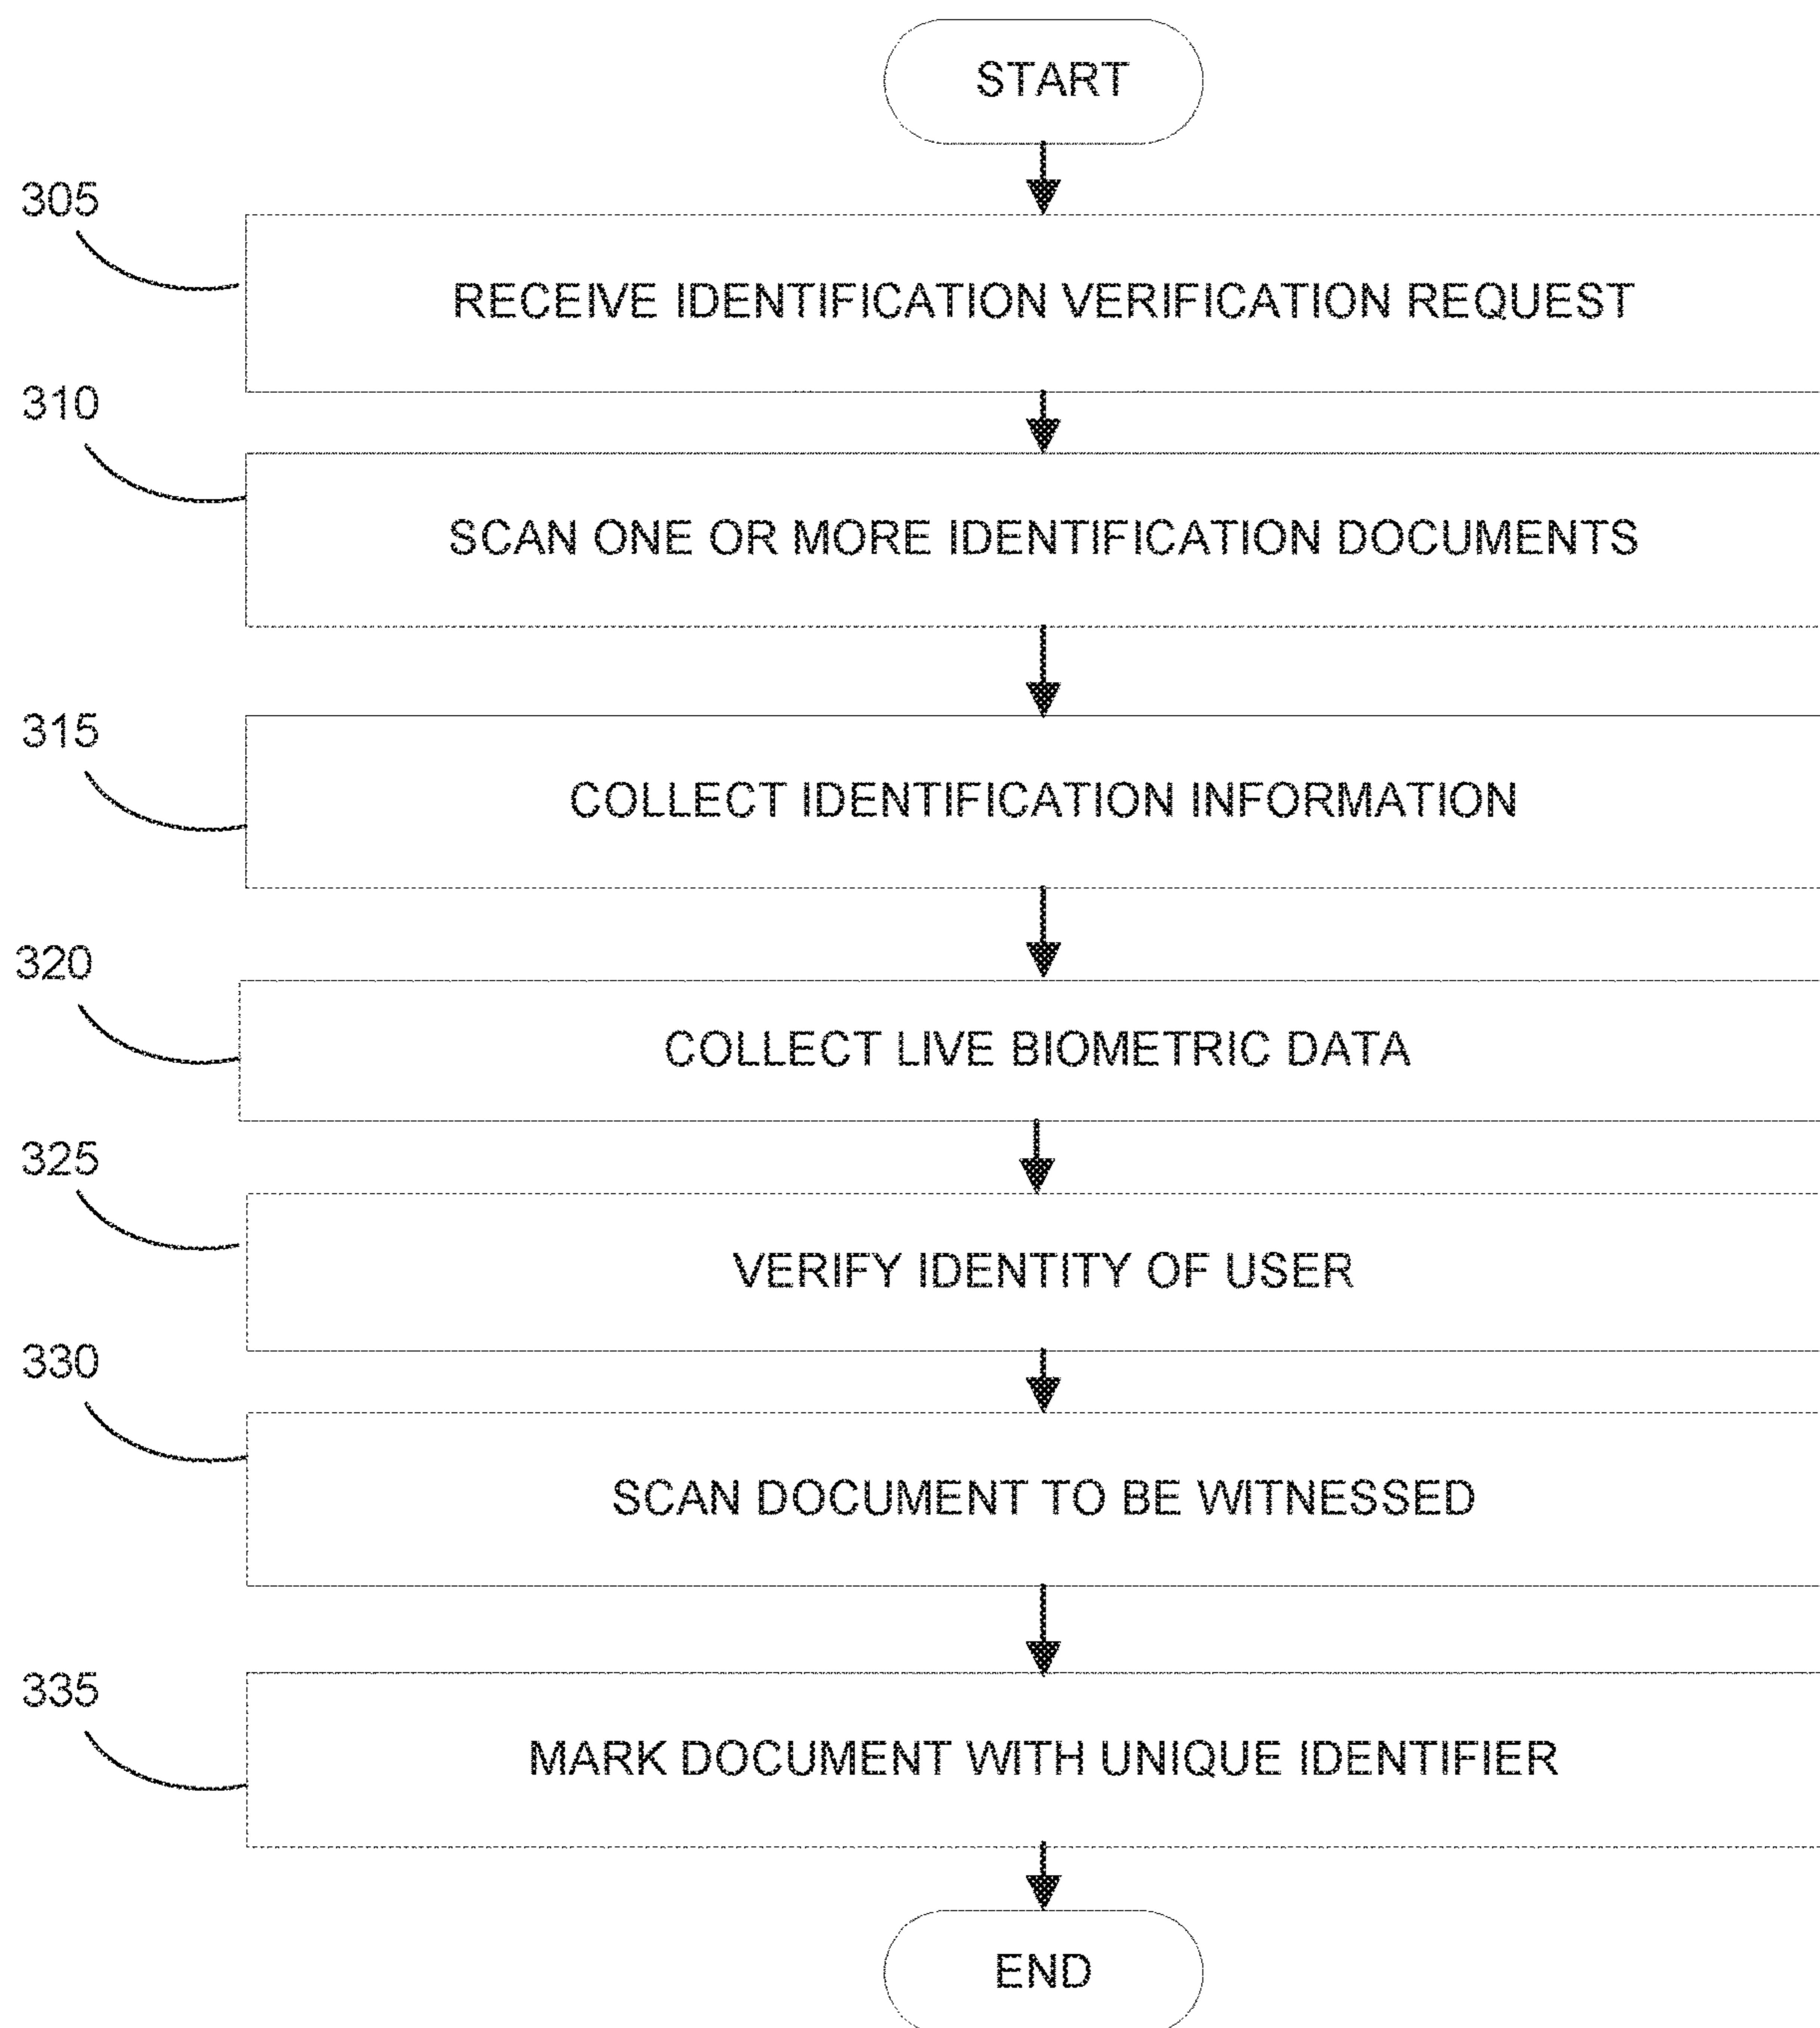 START
305
RECEIVE IDENTIFICATION VERIFICATION REQUEST
310
SCAN ONE OR MORE IDENTIFICATION DOCUMENTS
315
COLLECT IDENTIFICATION INFORMATION
320
COLLECT LIVE BIOMETRIC DATA
325
VERIFY IDENTITY OF USER
330
SCAN DOCUMENT TO BE WITNESSED
335
MARK DOCUMENT WITH UNIQUE IDENTIFIER
END